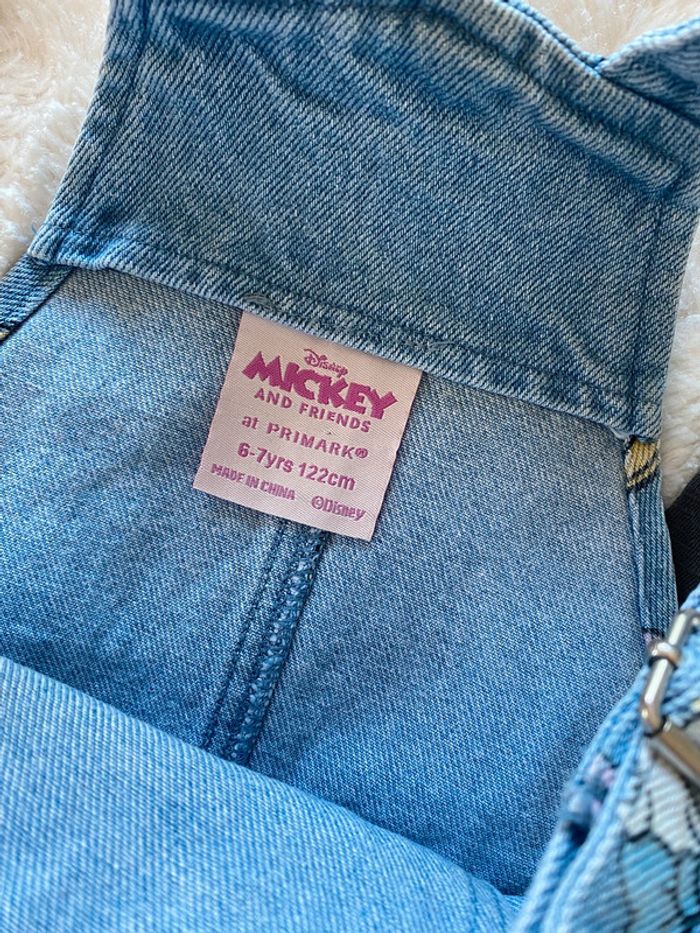 Disney
MICKEY
AND FRIENDS
at PRIMARK®
6-7yrs 122cm
MADE IN CHINA ©Disney